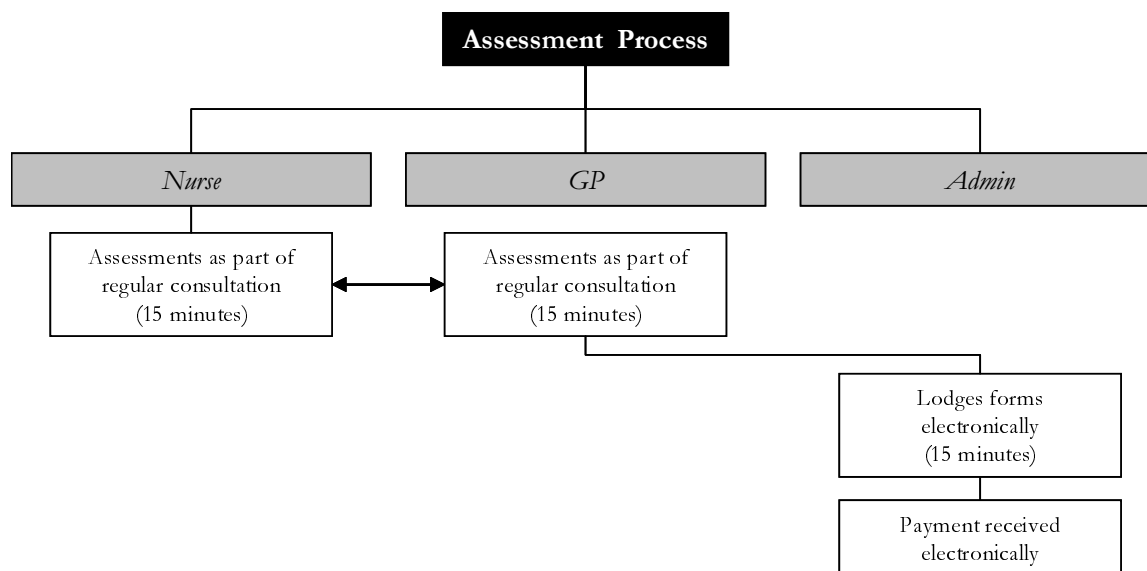 Assessment Process
Nurse
GP
Admin
Assessments as part of
regular consultation
(15 minutes)
Assessments as part of
regular consultation
(15 minutes)
Lodges forms
electronically
(15 minutes)
Payment received
electronically